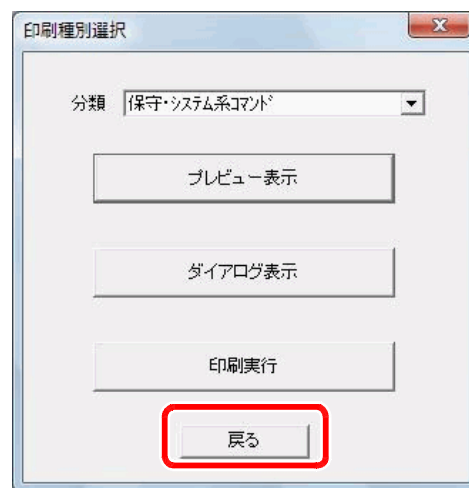 印刷種別選択
分類 保守・ｼｽﾃﾑ系ｺﾏﾝﾄﾞ
プレビュー表示
ダイアログ表示
印刷実行
戻る